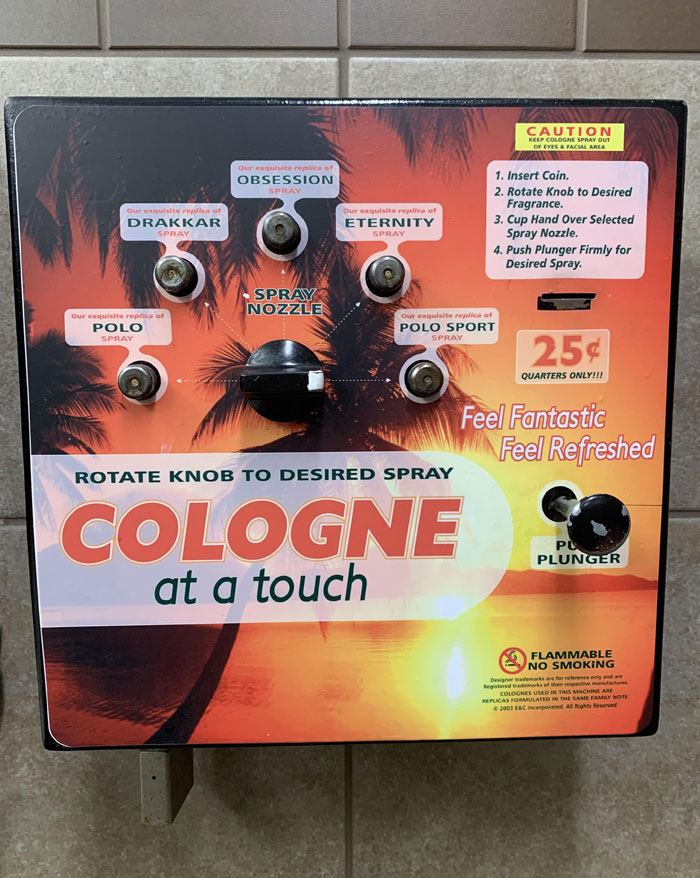 CAUTION
KEEP COLOGNE SPRAY OUT
OF EYES & FACIAL AREA
Our exquisite replica of
OBSESSION
SPRAY
Our exquisite replica of
DRAKKAR
SPRAY
Our exquisite replica of
ETERNITY
SPRAY
Our exquisite replica of
POLO
SPRAY
Our exquisite replica of
POLO SPORT
SPRAY
SPRAY
NOZZLE
1. Insert Coin.
2. Rotate Knob to Desired
Fragrance.
3. Cup Hand Over Selected
Spray Nozzle.
4. Push Plunger Firmly for
Desired Spray.
25¢
QUARTERS ONLY!!!
Feel Fantastic
Feel Refreshed
ROTATE KNOB TO DESIRED SPRAY
COLOGNE
at a touch
PLUNGER
FLAMMABLE
NO SMOKING
Designer trademarks are for reference only and are
Registered trademarks of their respective manufactures.
COLOGNES USED IN THIS MACHINE ARE
REPLICAS FORMULATED IN THE SAME FAMILY NOTE.
© 2003 E&C Incorporated. All Rights Reserved